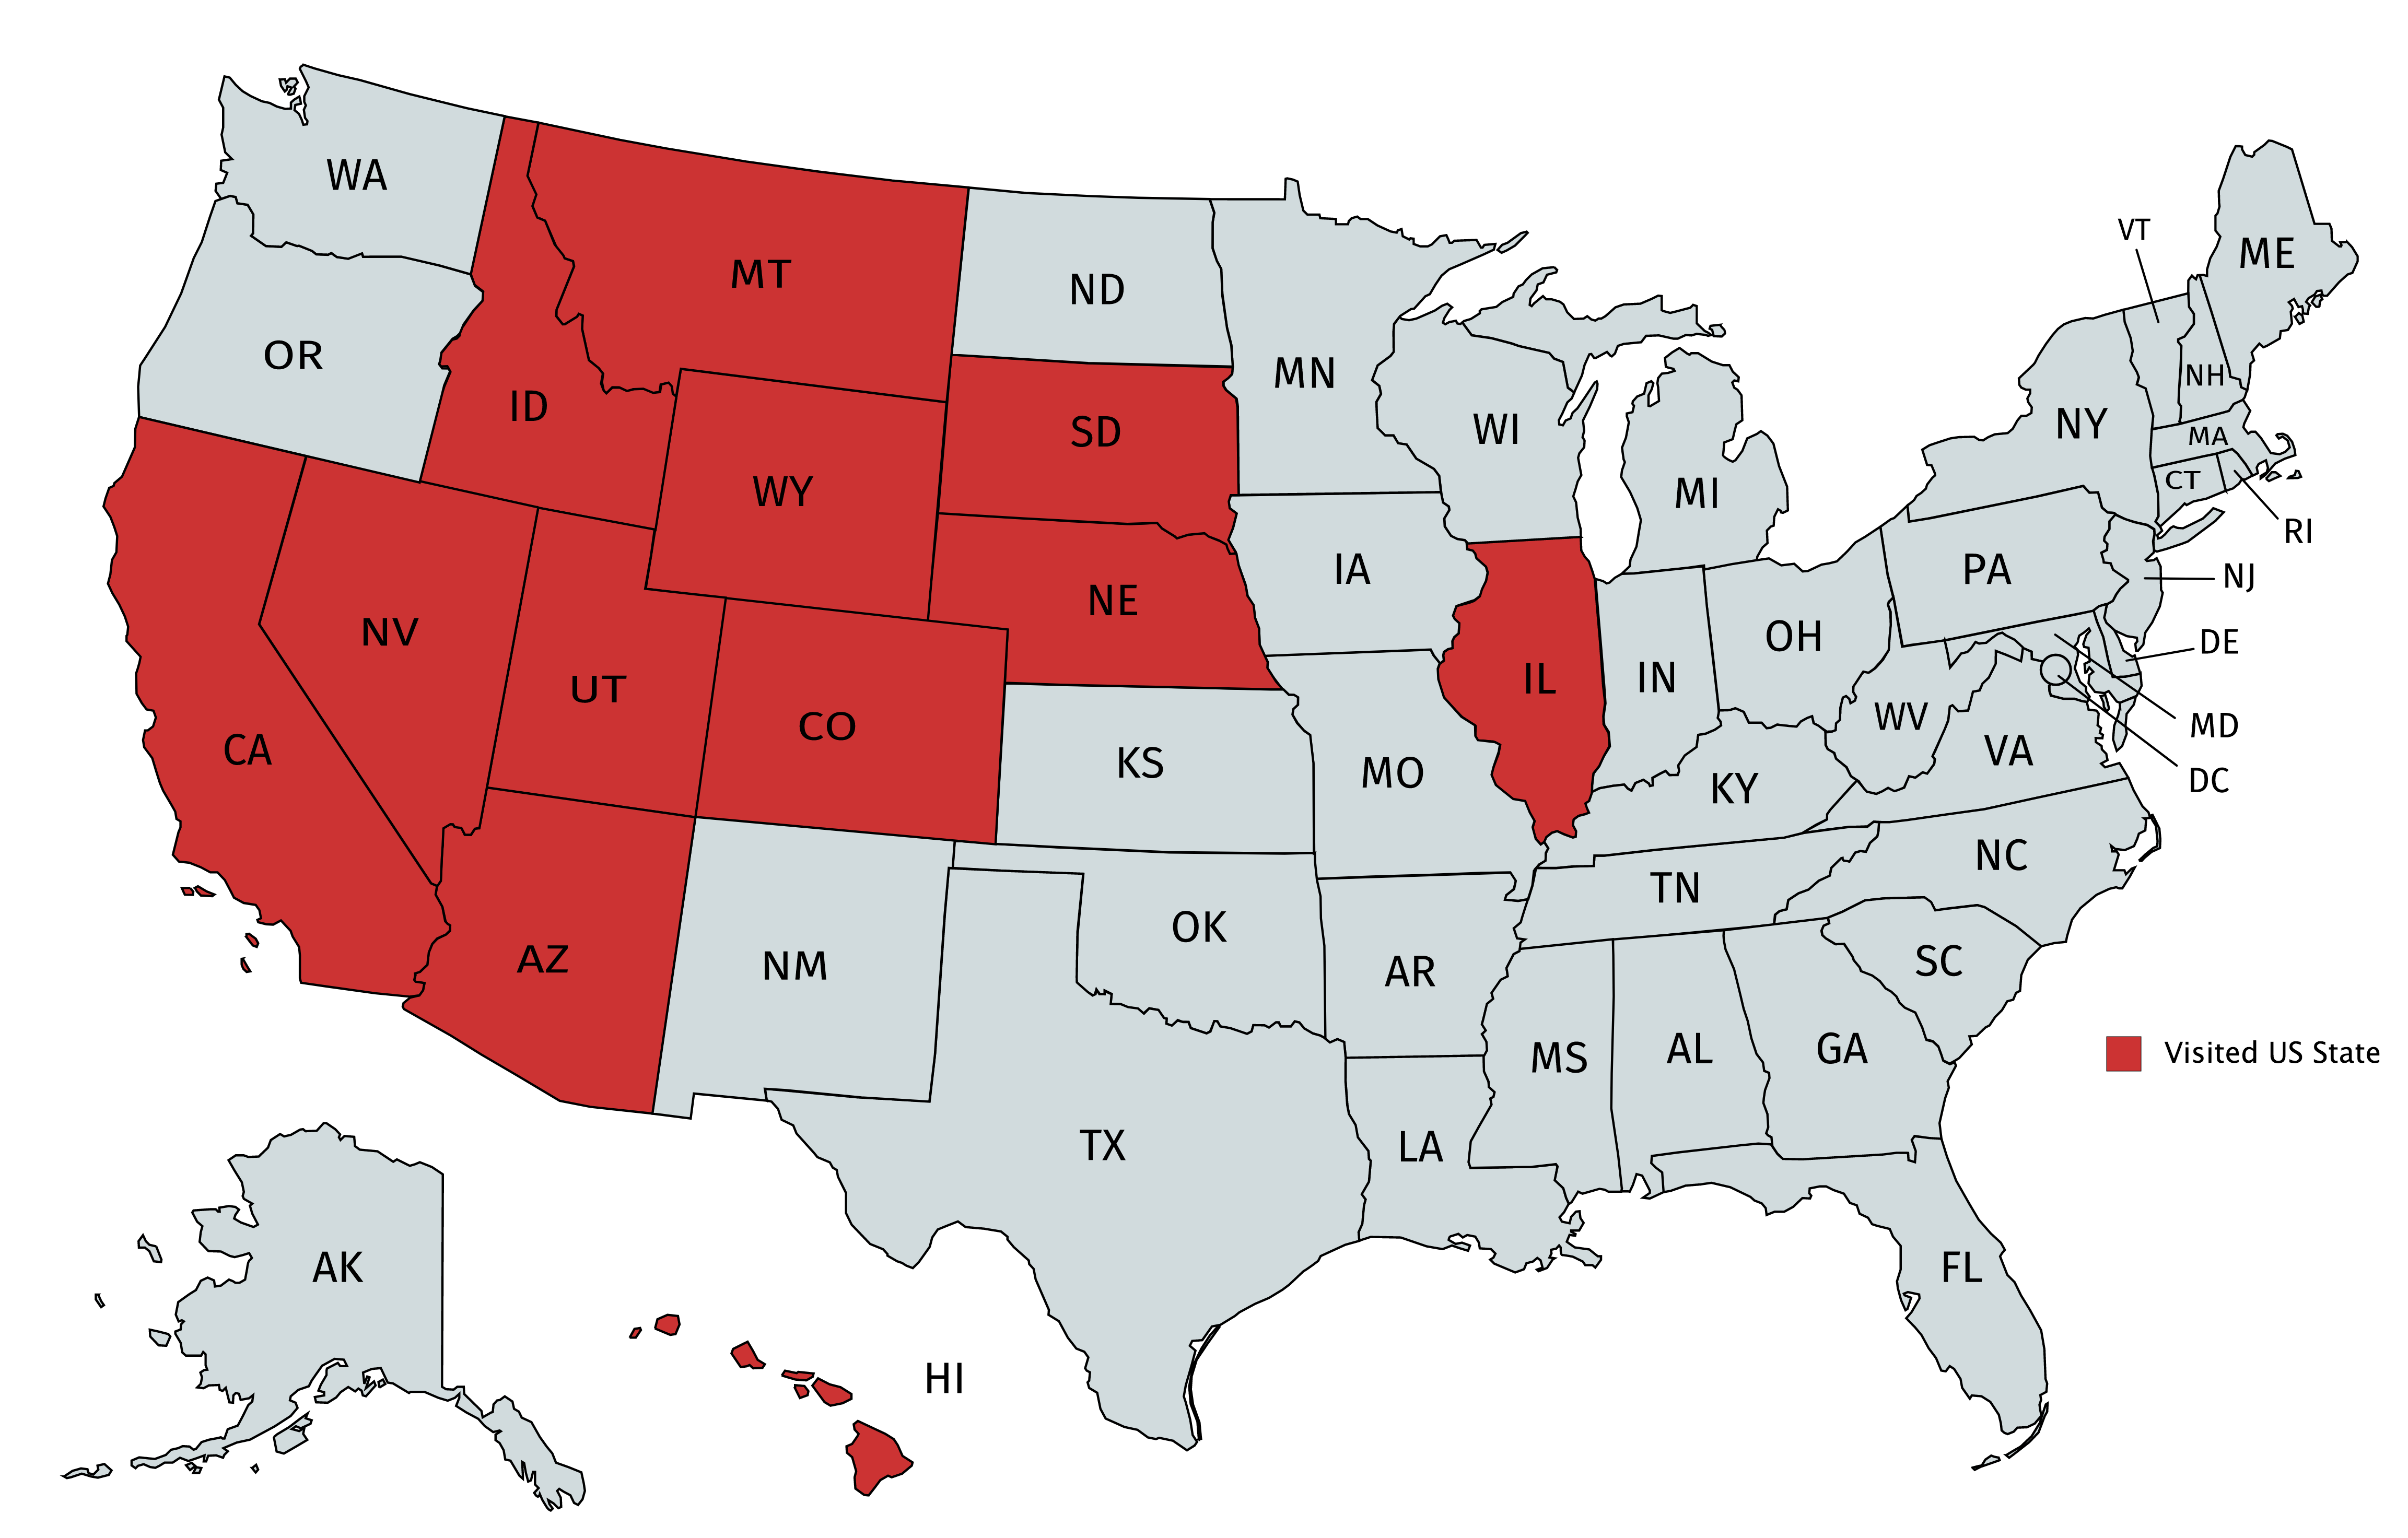 WA
MT
ND
MN
VT
ME
OR
ID
SD
WI
MI
NH
NY
MA
CT
RI
WY
NE
IA
PA
NJ
NV
UT
CO
IL
IN
OH
DE
CA
KS
MO
KY
WV
VA
MD
DC
AZ
NM
OK
AR
TN
NC
SC
MS
AL
GA
Visited US State
TX
LA
AK
HI
FL